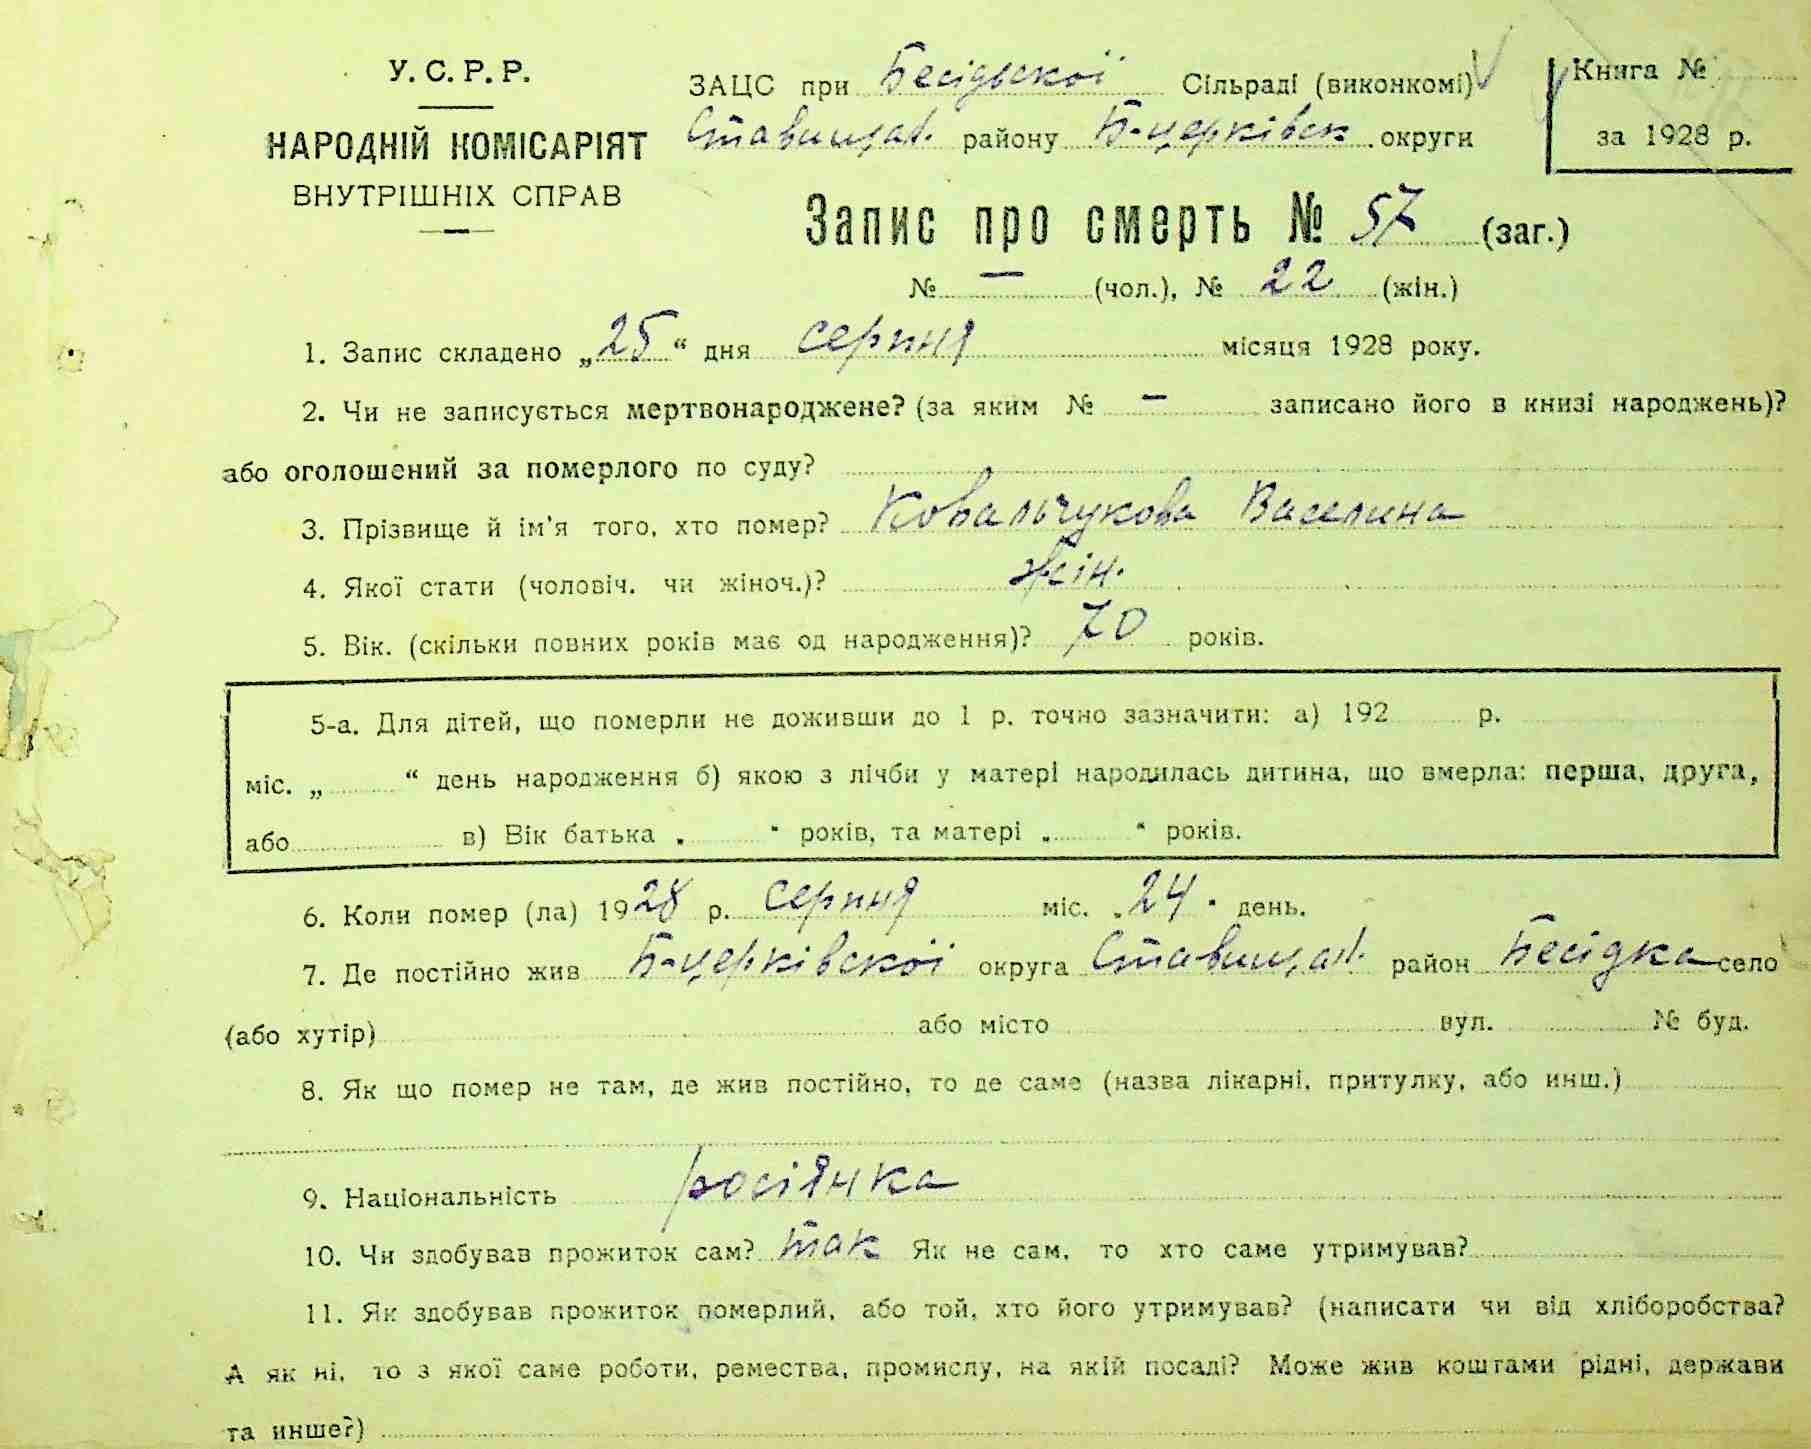 У. С. Р. Р.
НАРОДНІЙ КОМІСАРІЯТ
ВНУТРІШНІХ СПРАВ
ЗАЦС при Бесідьскої Сільраді (виконкомі)
Ставищан. району Б-церківськ округи
Книга №
за 1928 р.
Запис про смерть № 57 (заг.)
№ — (чол.), № 22 (жін.)
1. Запис складено „25“ дня серпня місяця 1928 року.
2. Чи не записується мертвонароджене? (за яким № — записано його в книзі народжень)?
або оголошений за померлого по суду?
3. Прізвище й ім'я того, хто помер? Ковальчукова Васелина
4. Якої стати (чоловіч. чи жіноч.)? жін.
5. Вік. (скільки повних років має од народження)? 70 років.
5-а. Для дітей, що померли не доживши до 1 р. точно зазначити: а) 192 р.
міс. „ “ день народження б) якою з лічби у матері народилась дитина, що вмерла: перша, друга,
або в) Вік батька „ “ років, та матері „ “ років.
6. Коли помер (ла) 1928 р. серпня міс. „24“ день.
7. Де постійно жив Б-церківскої округа Ставищан. район Бесідка село
(або хутір) або місто вул. № буд.
8. Як що помер не там, де жив постійно, то де саме (назва лікарні, притулку, або инш.)
9. Національність росіянка
10. Чи здобував прожиток сам? так Як не сам, то хто саме утримував?
11. Як здобував прожиток померлий, або той, хто його утримував? (написати чи від хліборобства?
А як ні, то з якої саме роботи, ремества, промислу, на якій посаді? Може жив коштами рідні, держави
та инше?)